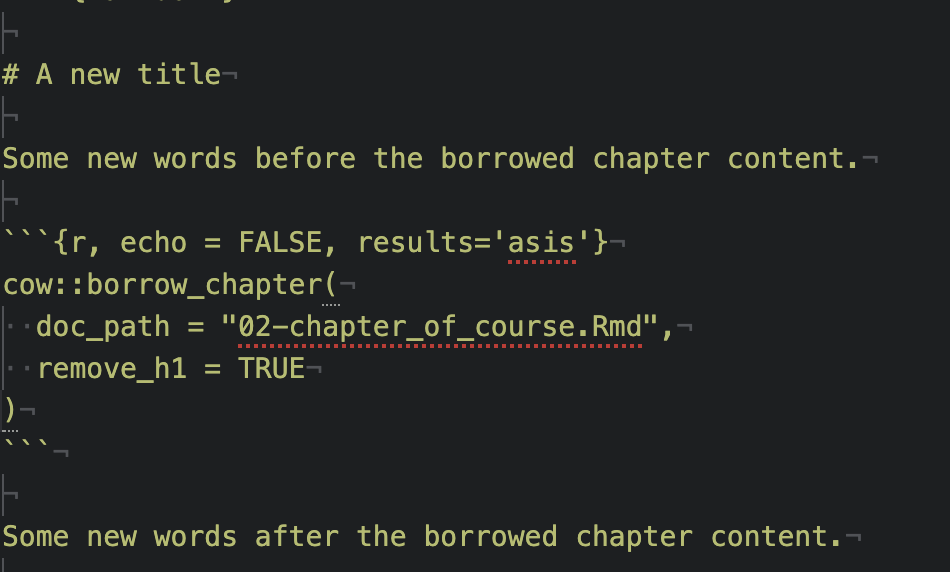 # A new title¬
Some new words before the borrowed chapter content.¬
```{r, echo = FALSE, results='asis'}¬
cow::borrow_chapter(¬
··doc_path = "02-chapter_of_course.Rmd",¬
··remove_h1 = TRUE¬
)¬
```¬
Some new words after the borrowed chapter content.¬